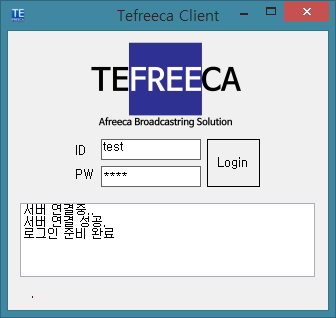 TE
FREECA
Tefreeca Client
TEFREECA
Afreeca Broadcastring Solution
ID
test
PW
****
Login
서버 연결중..
서버 연결 성공.
로그인 준비 완료
.